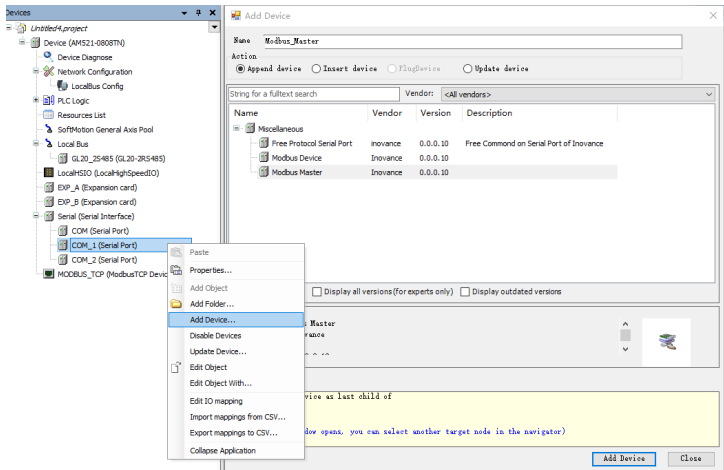 Devices
Untitled4.project
Device (AM521-0808TN)
Device Diagnose
Network Configuration
LocalBus Config
PLC Logic
Resources List
SoftMotion General Axis Pool
Local Bus
GL20_2S485 (GL20-2RS485)
LocalHSIO (LocalHighSpeedIO)
EXP_A (Expansion card)
EXP_B (Expansion card)
Serial (Serial Interface)
COM (Serial Port)
COM_1 (Serial Port)
COM_2 (Serial Port)
MODBUS_TCP (ModbusTCP Devic
Paste
Properties...
Add Object
Add Folder...
Add Device...
Disable Devices
Update Device...
Edit Object
Edit Object With...
Edit IO mapping
Import mappings from CSV...
Export mappings to CSV...
Collapse Application
Add Device
Name Modbus_Master
Action
Append device Insert device PlugDevice Update device
String for a fulltext search Vendor: <All vendors>
Name Vendor Version Description
Miscellaneous
Free Protocol Serial Port inovance 0.0.0.10 Free Commond on Serial Port of Inovance
Modbus Device Inovance 0.0.0.10
Modbus Master Inovance 0.0.0.10
Display all versions (for experts only) Display outdated versions
Master
vice as last child of
dow opens, you can select another target node in the navigator)
Add Device Close